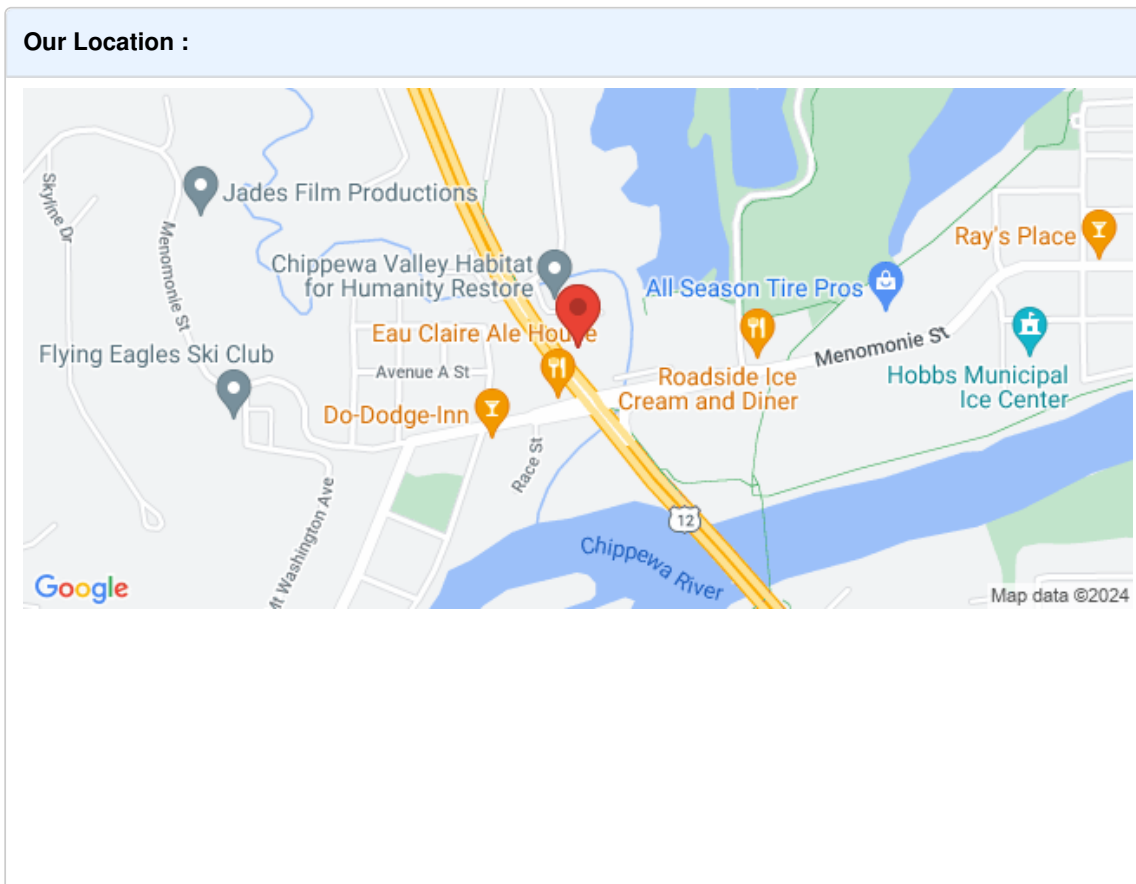 Our Location :
Skyline Dr
Jades Film Productions
Menomonie St
Chippewa Valley Habitat
for Humanity Restore
Ray's Place
All Season Tire Pros
Eau Claire Ale House
Flying Eagles Ski Club
Avenue A St
Menomonie St
Roadside Ice
Cream and Diner
Hobbs Municipal
Ice Center
Do-Dodge-Inn
Race St
Mt Washington Ave
12
Chippewa River
Google
Map data ©2024